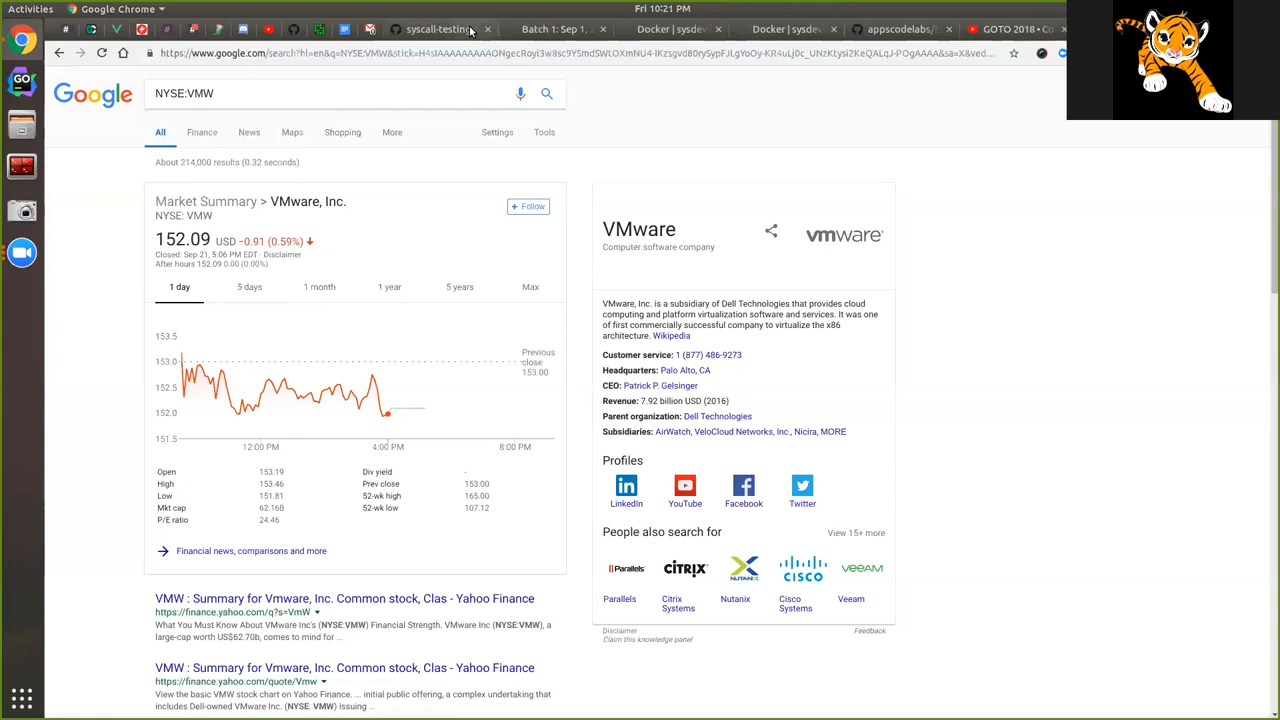 Activities
Google Chrome
Fri 10:21 PM
syscall-testing
Batch 1: Sep 1,
Docker | sysdev
Docker | sysdev
appscodelabs/t
GOTO 2018 • Co
NYSE:VMW
Google
All
Finance
News
Maps
Shopping
More
Settings
Tools
About 214,000 results (0.32 seconds)
Market Summary > VMware, Inc.
NYSE: VMW
+ Follow
152.09 USD −0.91 (0.59%)
Closed: Sep 21, 5:06 PM EDT · Disclaimer
After hours 152.09 0.00 (0.00%)
1 day
5 days
1 month
1 year
5 years
Max
153.5
153.0
152.5
152.0
151.5
Previous
close
153.00
12:00 PM
4:00 PM
8:00 PM
Open 153.19
High 153.46
Low 151.81
Mkt cap 62.16B
P/E ratio 24.46
Div yield -
Prev close 153.00
52-wk high 165.00
52-wk low 107.12
Financial news, comparisons and more
VMW : Summary for Vmware, Inc. Common stock, Clas - Yahoo Finance
https://finance.yahoo.com/q?s=VmW
What You Must Know About VMware Inc's (NYSE:VMW) Financial Strength. VMware Inc (NYSE:VMW), a
large-cap worth US$62.70b, comes to mind for ...
VMW : Summary for Vmware, Inc. Common stock, Clas - Yahoo Finance
https://finance.yahoo.com/quote/Vmw
View the basic VMW stock chart on Yahoo Finance. ... initial public offering, a complex undertaking that
includes Dell-owned VMware Inc. (NYSE: VMW) issuing ...
VMware
Computer software company
vmware
VMware, Inc. is a subsidiary of Dell Technologies that provides cloud
computing and platform virtualization software and services. It was one
of first commercially successful company to virtualize the x86
architecture. Wikipedia
Customer service: 1 (877) 486-9273
Headquarters: Palo Alto, CA
CEO: Patrick P. Gelsinger
Revenue: 7.92 billion USD (2016)
Parent organization: Dell Technologies
Subsidiaries: AirWatch, VeloCloud Networks, Inc., Nicira, MORE
Profiles
LinkedIn
YouTube
Facebook
Twitter
People also search for
View 15+ more
Parallels
CITRIX
NUTANIX
CISCO
VEEAM
Parallels
Citrix
Systems
Nutanix
Cisco
Systems
Veeam
Disclaimer
Feedback
Claim this knowledge panel